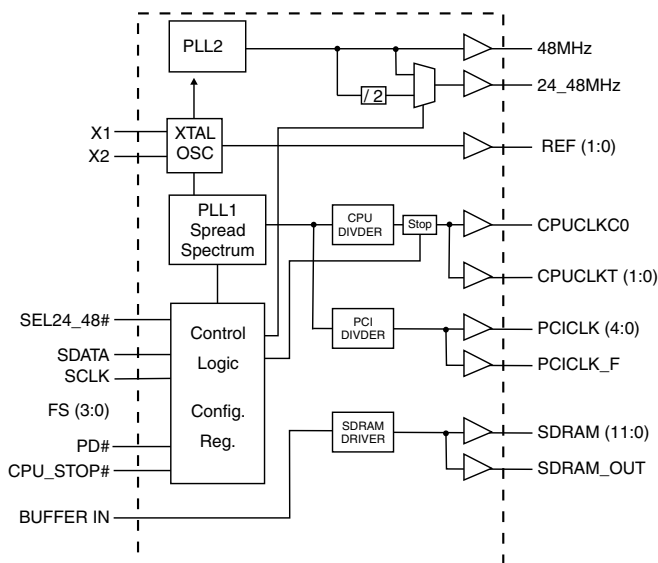 PLL2
48MHz
/ 2
24_48MHz
X1
X2
XTAL
OSC
REF (1:0)
PLL1
Spread
Spectrum
CPU
DIVDER
Stop
CPUCLKC0
CPUCLKT (1:0)
SEL24_48#
SDATA
SCLK
FS (3:0)
PD#
CPU_STOP#
Control
Logic
Config.
Reg.
PCI
DIVDER
PCICLK (4:0)
PCICLK_F
SDRAM
DRIVER
SDRAM (11:0)
SDRAM_OUT
BUFFER IN